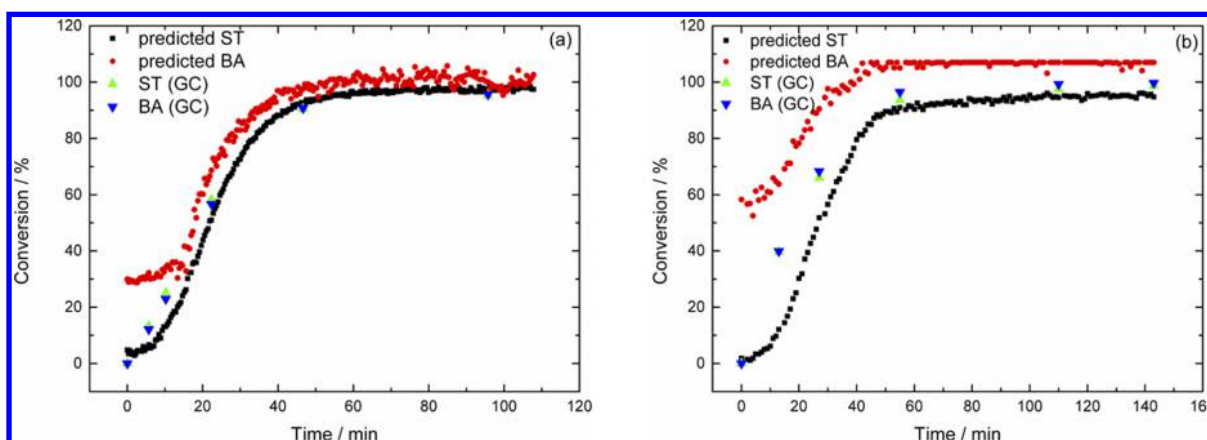 120
100
80
60
40
20
0
Conversion / %
predicted ST
predicted BA
ST (GC)
BA (GC)
(a)
0 20 40 60 80 100 120
Time / min
120
100
80
60
40
20
0
Conversion / %
predicted ST
predicted BA
ST (GC)
BA (GC)
(b)
0 20 40 60 80 100 120 140 160
Time / min